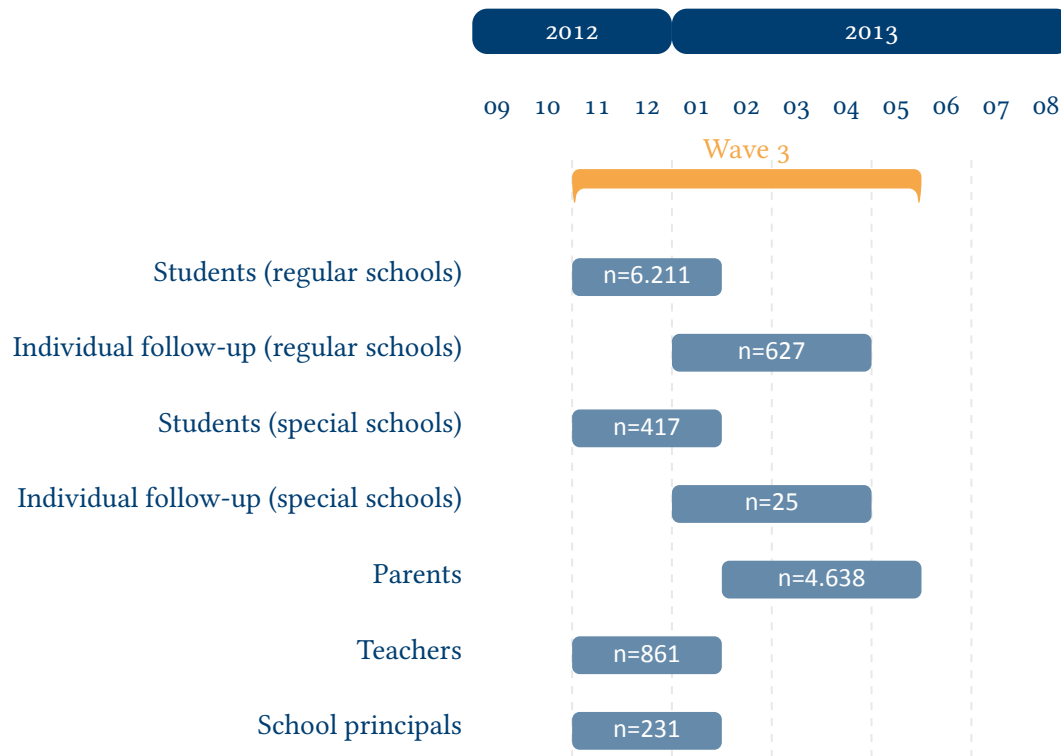 2012 2013
09 10 11 12 01 02 03 04 05 06 07 08
Wave 3
Students (regular schools) n=6.211
Individual follow-up (regular schools) n=627
Students (special schools) n=417
Individual follow-up (special schools) n=25
Parents n=4.638
Teachers n=861
School principals n=231